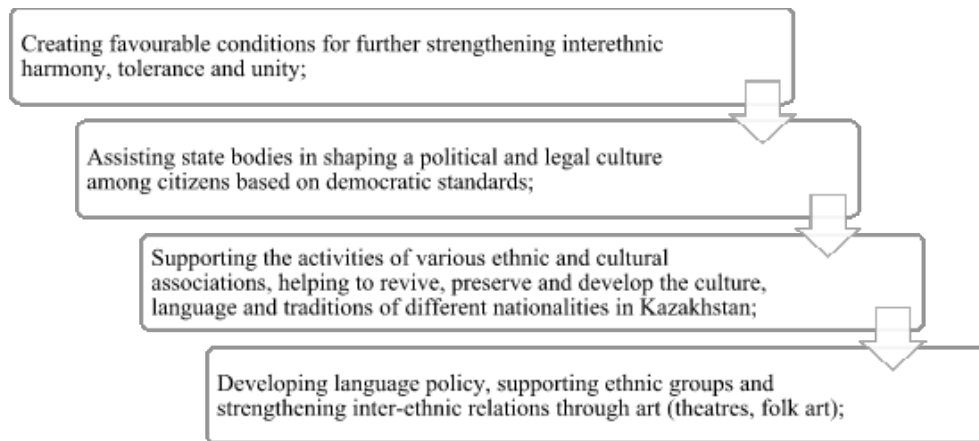 Creating favourable conditions for further strengthening interethnic
harmony, tolerance and unity;
Assisting state bodies in shaping a political and legal culture
among citizens based on democratic standards;
Supporting the activities of various ethnic and cultural
associations, helping to revive, preserve and develop the culture,
language and traditions of different nationalities in Kazakhstan;
Developing language policy, supporting ethnic groups and
strengthening inter-ethnic relations through art (theatres, folk art);